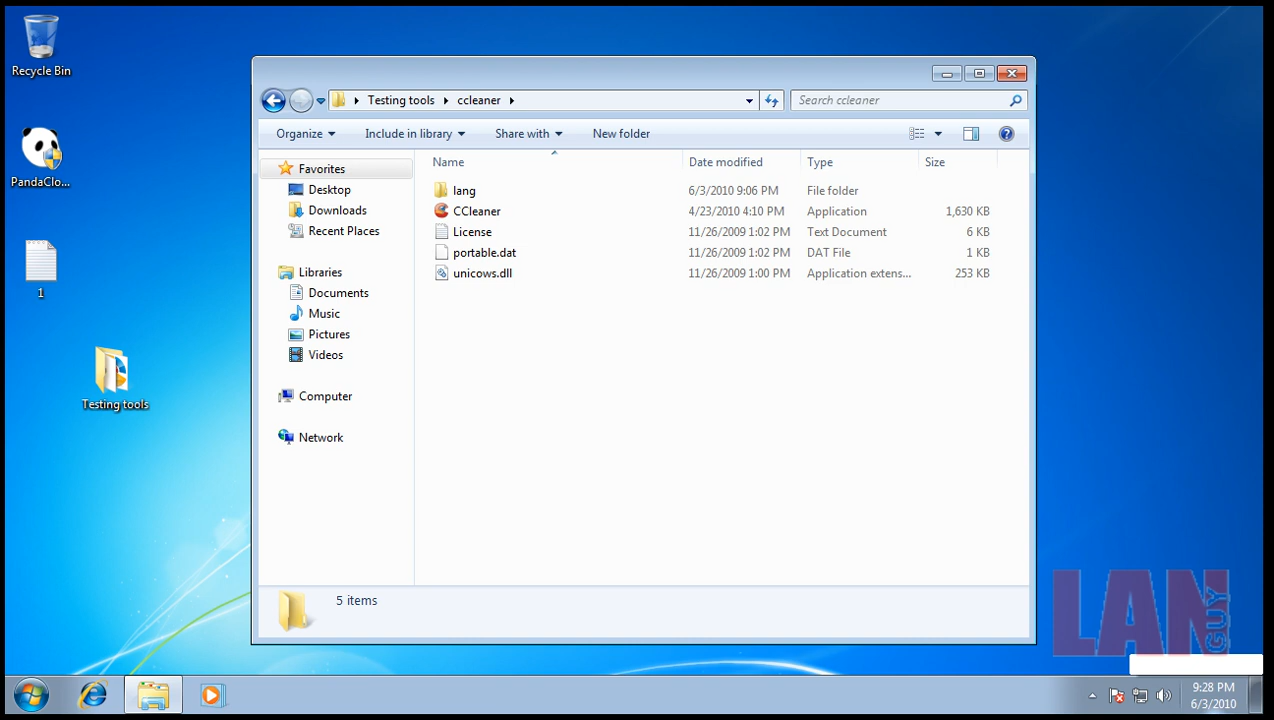 Recycle Bin
PandaClo...
1
Testing tools
Testing tools ccleaner
Search ccleaner
Organize Include in library Share with New folder
Name Date modified Type Size
Favorites
Desktop
Downloads
Recent Places
Libraries
Documents
Music
Pictures
Videos
Computer
Network
lang 6/3/2010 9:06 PM File folder
CCleaner 4/23/2010 4:10 PM Application 1,630 KB
License 11/26/2009 1:02 PM Text Document 6 KB
portable.dat 11/26/2009 1:02 PM DAT File 1 KB
unicows.dll 11/26/2009 1:00 PM Application extens... 253 KB
5 items
LAN GUY
9:28 PM
6/3/2010